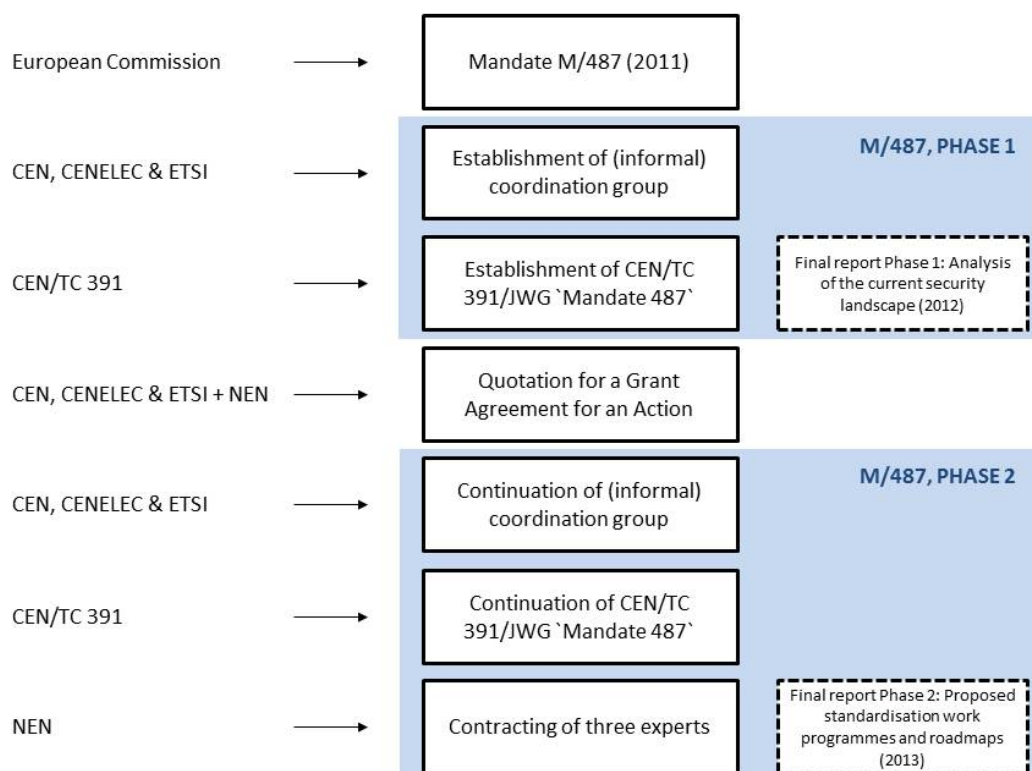 European Commission
Mandate M/487 (2011)
M/487, PHASE 1
CEN, CENELEC & ETSI
Establishment of (informal)
coordination group
CEN/TC 391
Establishment of CEN/TC
391/JWG `Mandate 487`
Final report Phase 1: Analysis
of the current security
landscape (2012)
CEN, CENELEC & ETSI + NEN
Quotation for a Grant
Agreement for an Action
M/487, PHASE 2
CEN, CENELEC & ETSI
Continuation of (informal)
coordination group
CEN/TC 391
Continuation of CEN/TC
391/JWG `Mandate 487`
NEN
Contracting of three experts
Final report Phase 2: Proposed
standardisation work
programmes and roadmaps
(2013)